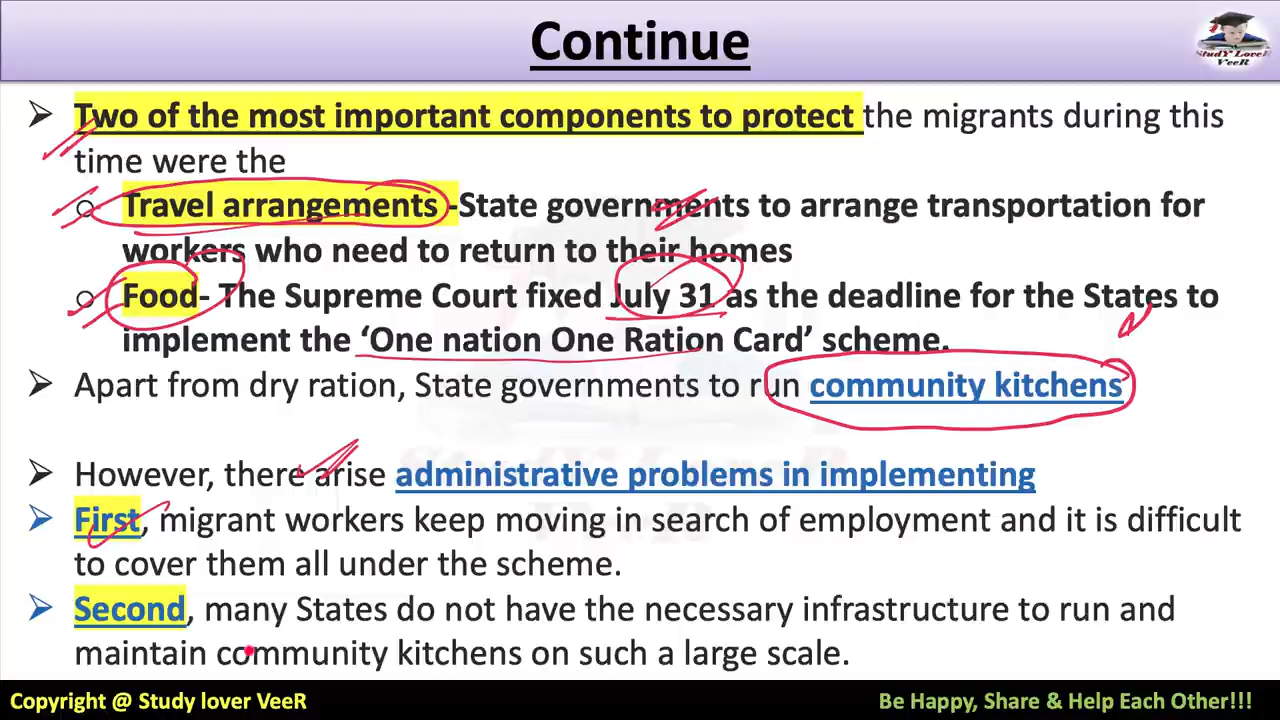 Continue
StudY LoveR
VeeR
➢ Two of the most important components to protect the migrants during this
time were the
o Travel arrangements -State governments to arrange transportation for
workers who need to return to their homes
o Food- The Supreme Court fixed July 31 as the deadline for the States to
implement the ‘One nation One Ration Card’ scheme.
➢ Apart from dry ration, State governments to run community kitchens
➢ However, there arise administrative problems in implementing
➢ First, migrant workers keep moving in search of employment and it is difficult
to cover them all under the scheme.
➢ Second, many States do not have the necessary infrastructure to run and
maintain community kitchens on such a large scale.
StudY LoveR
VeeR
Copyright @ Study lover VeeR
Be Happy, Share & Help Each Other!!!